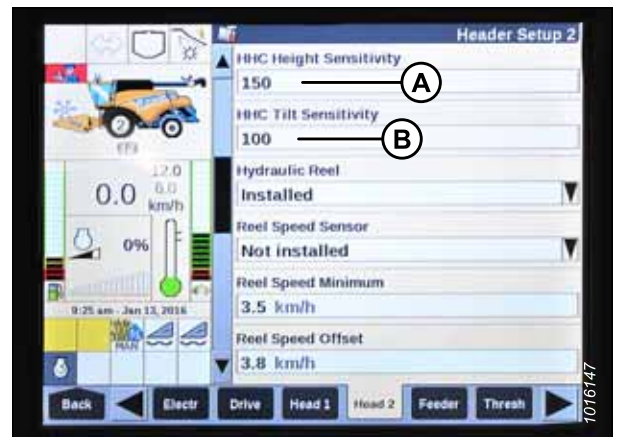 Header Setup 2
HHC Height Sensitivity
150
A
HHC Tilt Sensitivity
100
B
Hydraulic Reel
Installed
Reel Speed Sensor
Not installed
Reel Speed Minimum
3.5 km/h
Reel Speed Offset
3.8 km/h
2
12.0
0.0
6.0
km/h
0%
9:25 am - Jan 13, 2016
MAN
Back
Electr
Drive
Head 1
Head 2
Feeder
Thresh
1016147